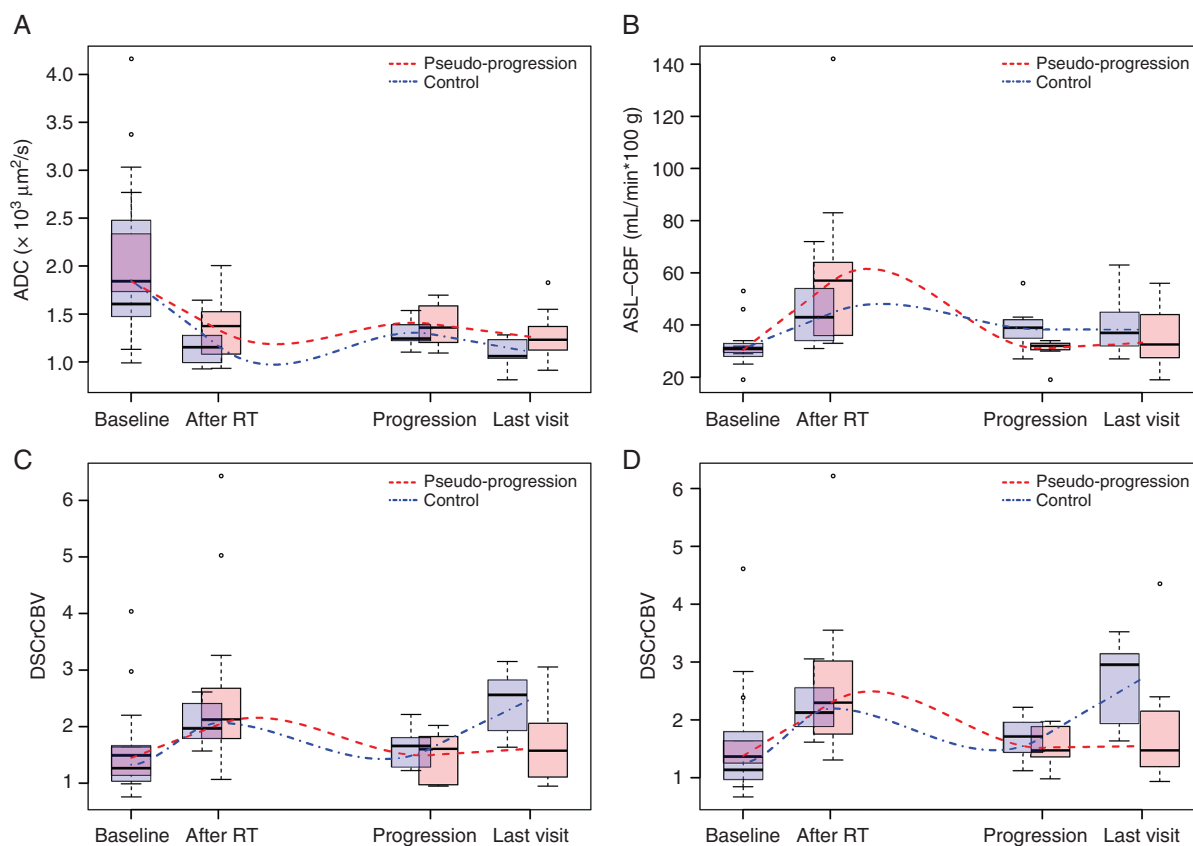 A
ADC (× 10³ μm²/s)
4.0
3.5
3.0
2.5
2.0
1.5
1.0
Pseudo-progression
Control
Baseline After RT Progression Last visit
B
ASL–CBF (mL/min*100 g)
140
120
100
80
60
40
20
Pseudo-progression
Control
Baseline After RT Progression Last visit
C
DSCrCBV
6
5
4
3
2
1
Pseudo-progression
Control
Baseline After RT Progression Last visit
D
DSCrCBV
6
5
4
3
2
1
Pseudo-progression
Control
Baseline After RT Progression Last visit